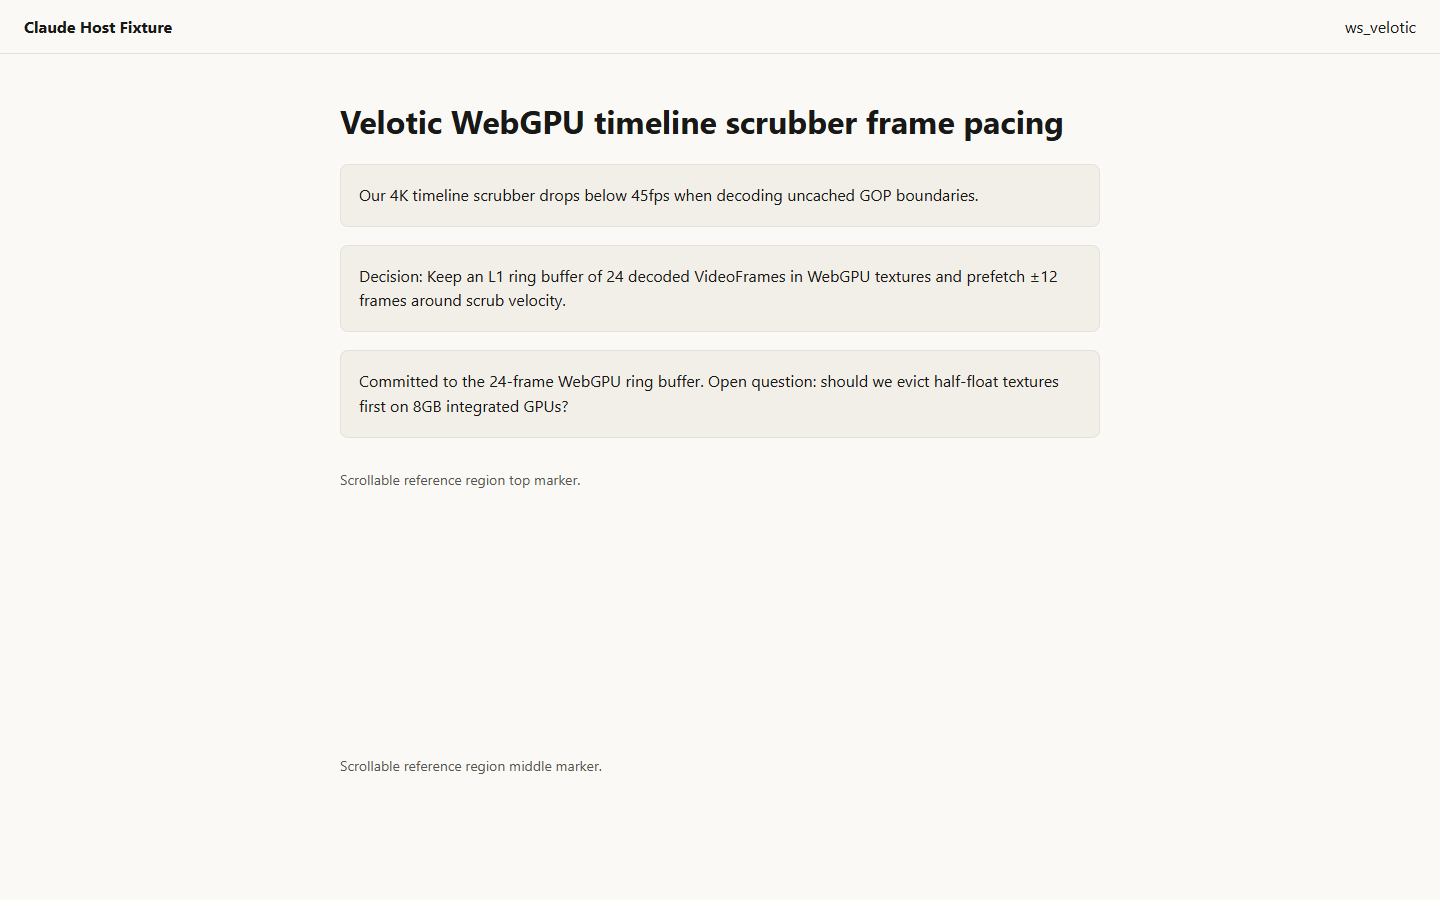 Claude Host Fixture
ws_velotic
Velotic WebGPU timeline scrubber frame pacing
Our 4K timeline scrubber drops below 45fps when decoding uncached GOP boundaries.
Decision: Keep an L1 ring buffer of 24 decoded VideoFrames in WebGPU textures and prefetch ±12
frames around scrub velocity.
Committed to the 24-frame WebGPU ring buffer. Open question: should we evict half-float textures
first on 8GB integrated GPUs?
Scrollable reference region top marker.
Scrollable reference region middle marker.